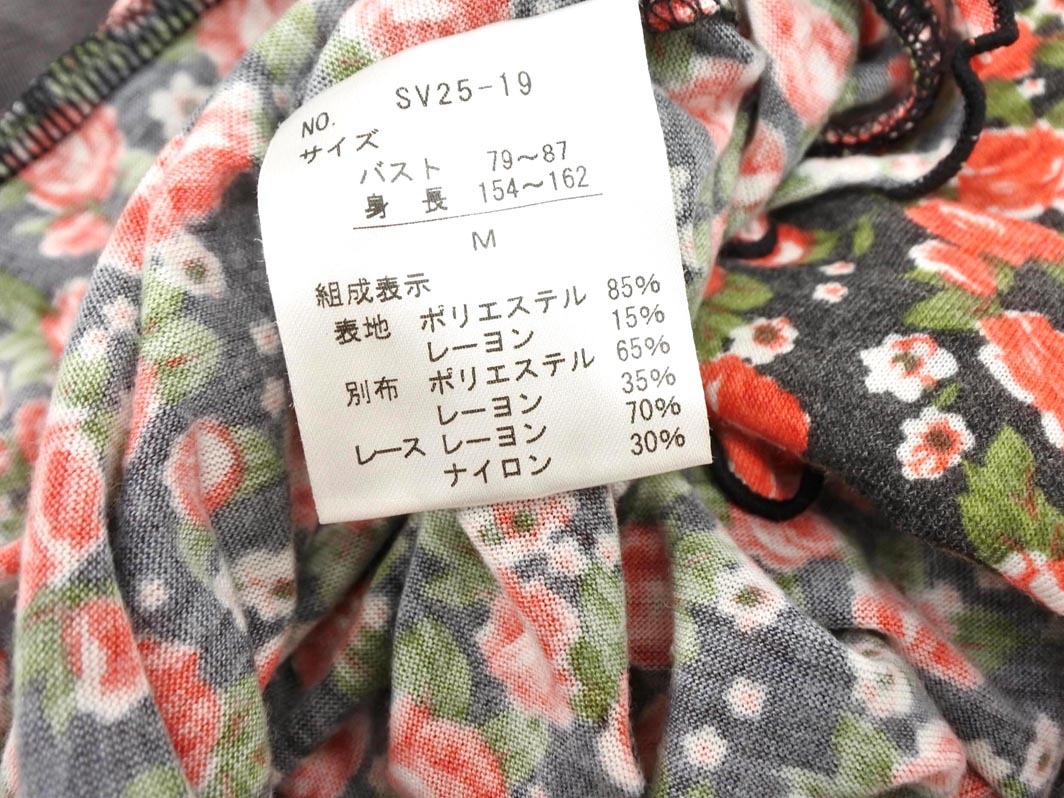 NO. SV25-19
サイズ
バスト 79～87
身長 154～162
M
組成表示
表地 ポリエステル 85%
レーヨン 15%
別布 ポリエステル 65%
レーヨン 35%
レース レーヨン 70%
ナイロン 30%